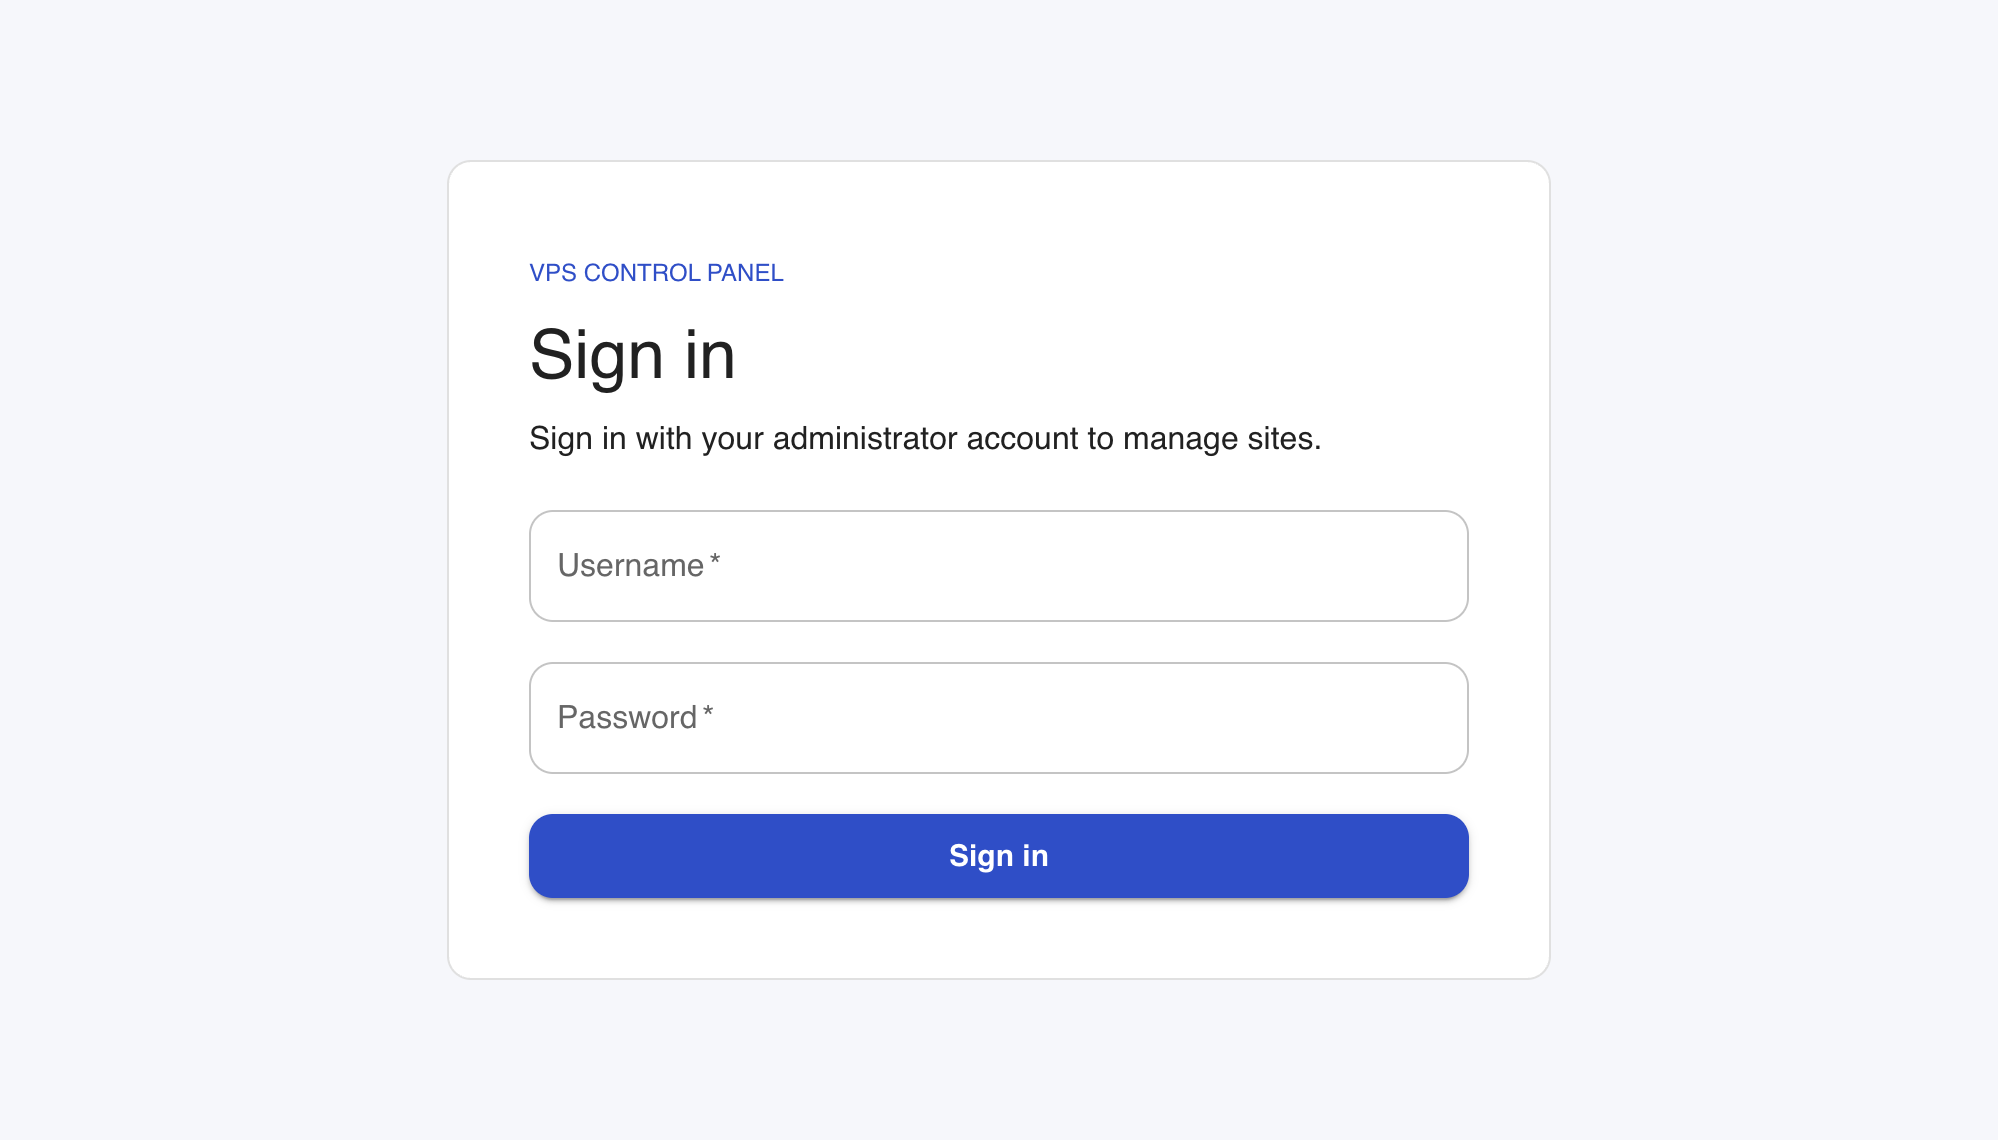 VPS CONTROL PANEL
Sign in
Sign in with your administrator account to manage sites.
Username *
Password *
Sign in